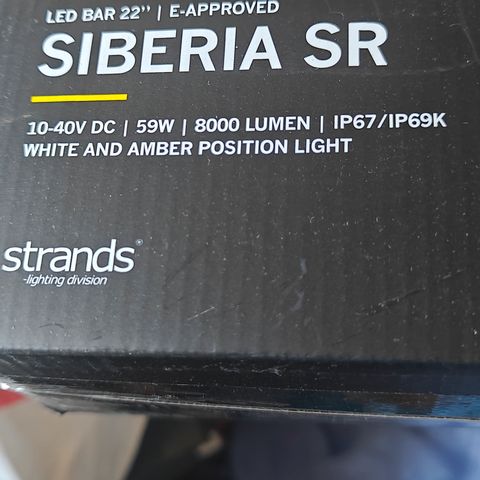 LED BAR 22'' | E-APPROVED
SIBERIA SR
10-40V DC | 59W | 8000 LUMEN | IP67/IP69K
WHITE AND AMBER POSITION LIGHT
strands®
-lighting division